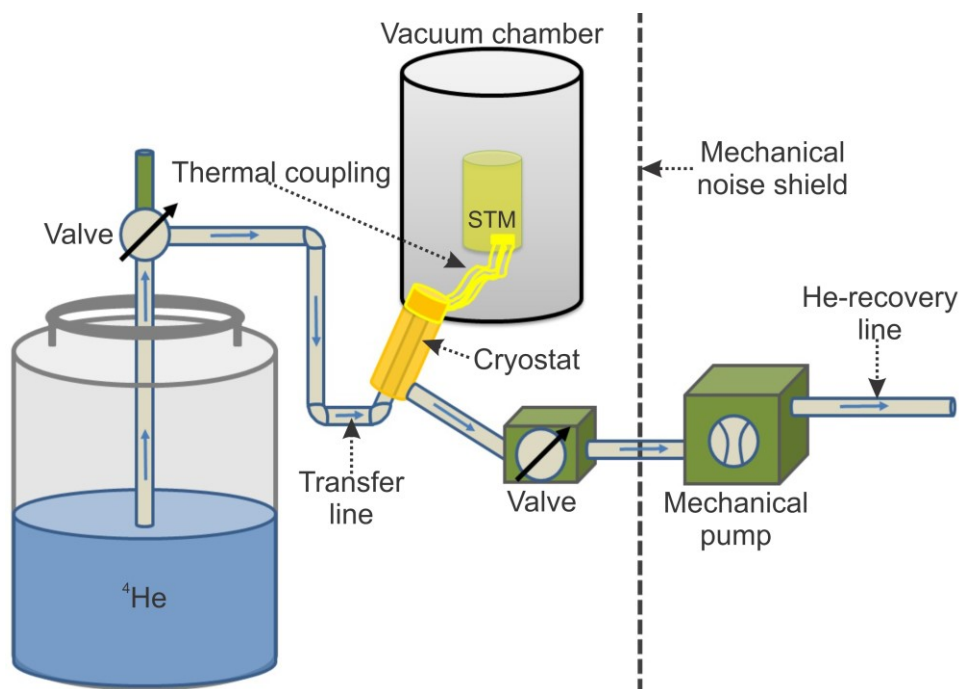 Vacuum chamber
Thermal coupling
Mechanical
noise shield
STM
Valve
He-recovery
line
Cryostat
Transfer
line
Valve
Mechanical
pump
⁴He